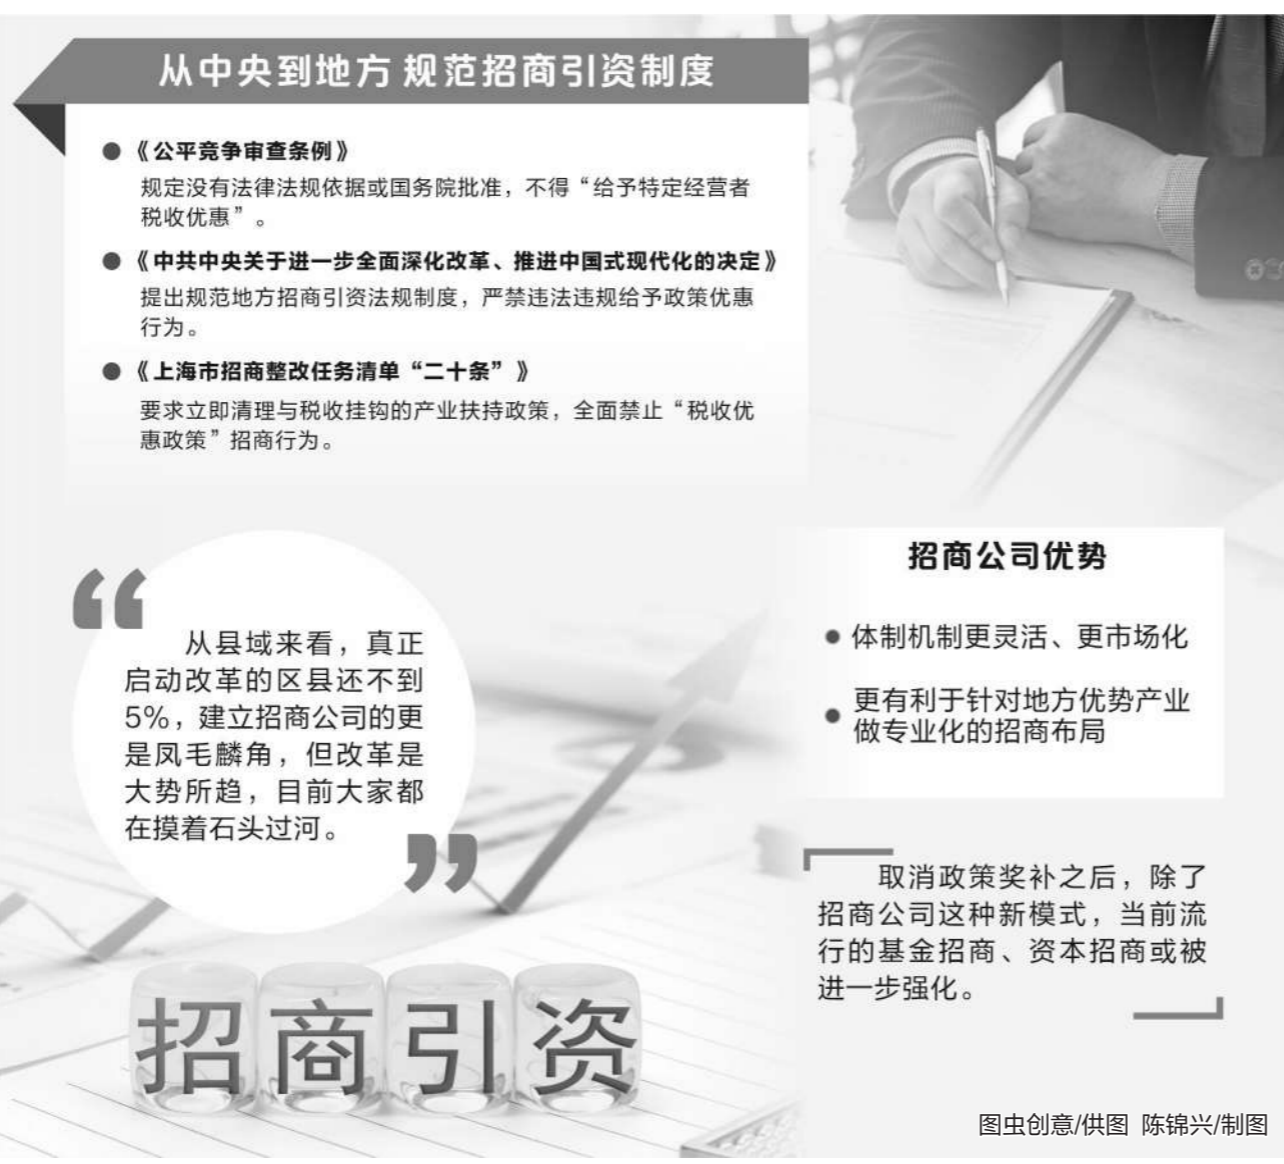 从中央到地方 规范招商引资制度
● 《公平竞争审查条例》
规定没有法律法规依据或国务院批准，不得“给予特定经营者
税收优惠”。
● 《中共中央关于进一步全面深化改革、推进中国式现代化的决定》
提出规范地方招商引资法规制度，严禁违法违规给予政策优惠
行为。
● 《上海市招商整改任务清单“二十条”》
要求立即清理与税收挂钩的产业扶持政策，全面禁止“税收优
惠政策”招商行为。
“
从县域来看，真正
启动改革的区县还不到
5%，建立招商公司的更
是凤毛麟角，但改革是
大势所趋，目前大家都
在摸着石头过河。
”
招商公司优势
● 体制机制更灵活、更市场化
● 更有利于针对地方优势产业
做专业化的招商布局
取消政策奖补之后，除了
招商公司这种新模式，当前流
行的基金招商、资本招商或被
进一步强化。
招商引资
图虫创意/供图 陈锦兴/制图